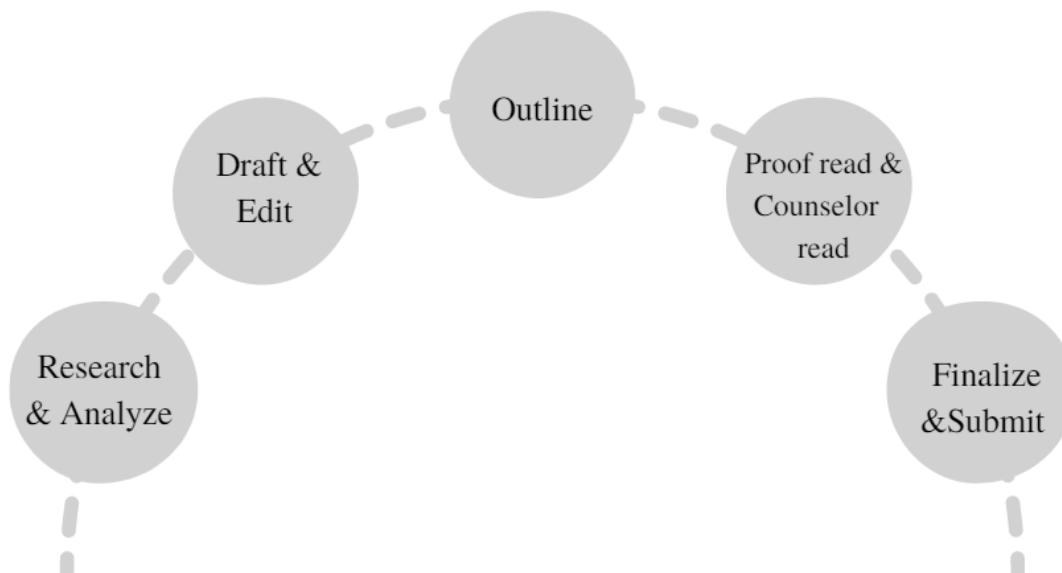 Research
& Analyze
Draft &
Edit
Outline
Proof read &
Counselor
read
Finalize
&Submit